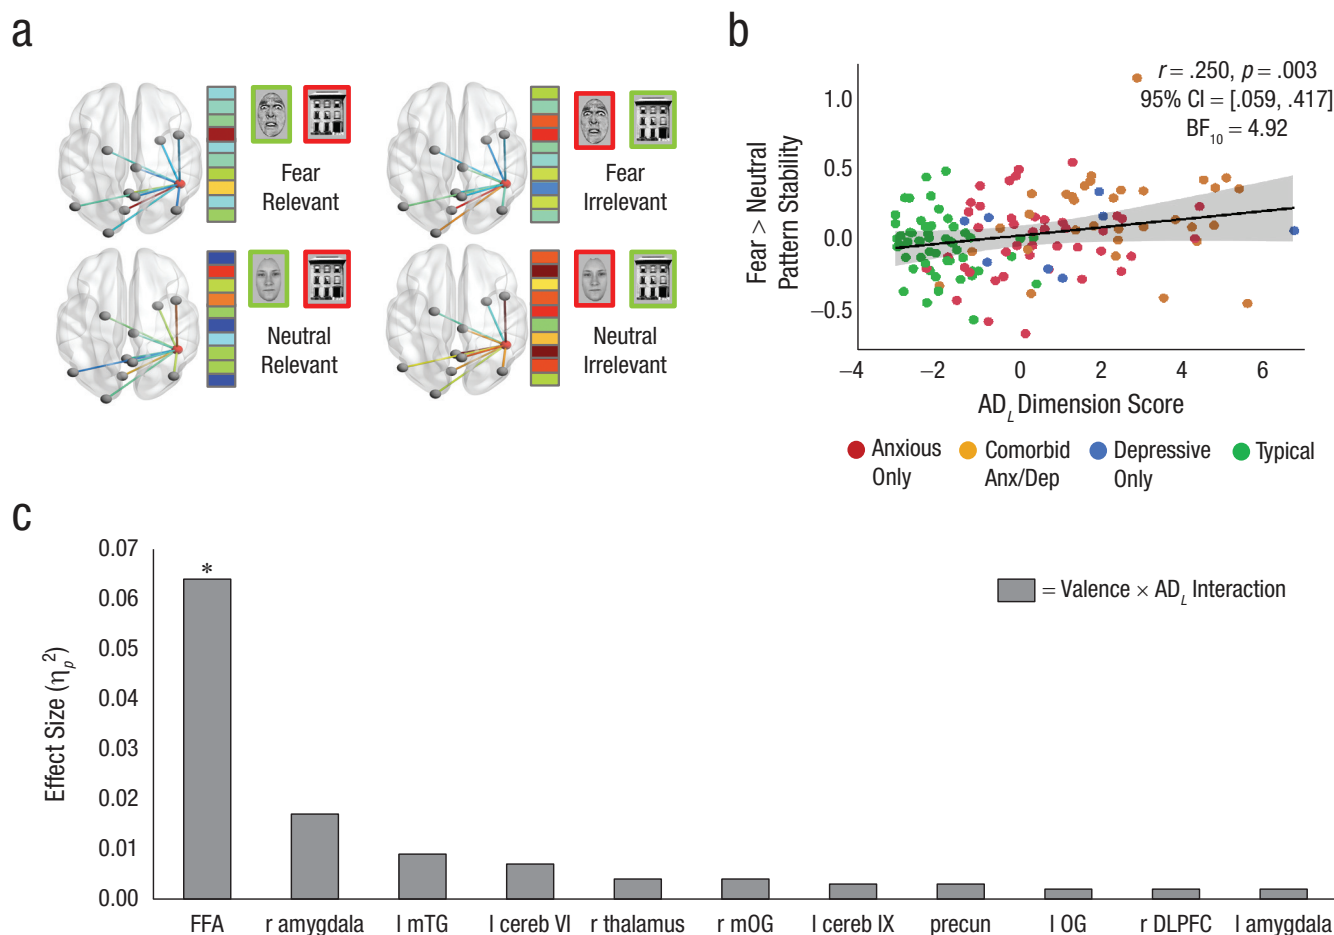 a
Fear
Relevant
Fear
Irrelevant
Neutral
Relevant
Neutral
Irrelevant
b
r = .250, p = .003
95% CI = [.059, .417]
BF10 = 4.92
Fear > Neutral
Pattern Stability
1.0
0.5
0.0
−0.5
−4 −2 0 2 4 6
ADL Dimension Score
Anxious Only
Comorbid Anx/Dep
Depressive Only
Typical
c
Effect Size (ηp2)
0.07
0.06
0.05
0.04
0.03
0.02
0.01
0.00
*
= Valence × ADL Interaction
FFA r amygdala l mTG l cereb VI r thalamus r mOG l cereb IX precun l OG r DLPFC l amygdala